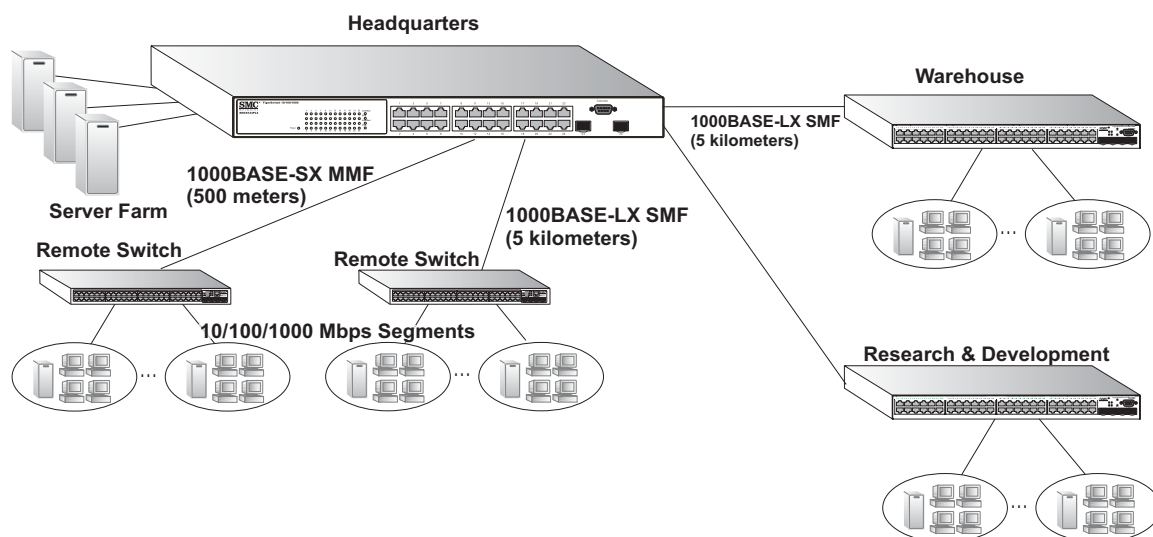 Headquarters
SMC
Warehouse
1000BASE-LX SMF
(5 kilometers)
1000BASE-SX MMF
(500 meters)
Server Farm
1000BASE-LX SMF
(5 kilometers)
Remote Switch
Remote Switch
10/100/1000 Mbps Segments
...
...
...
...
Research & Development
...